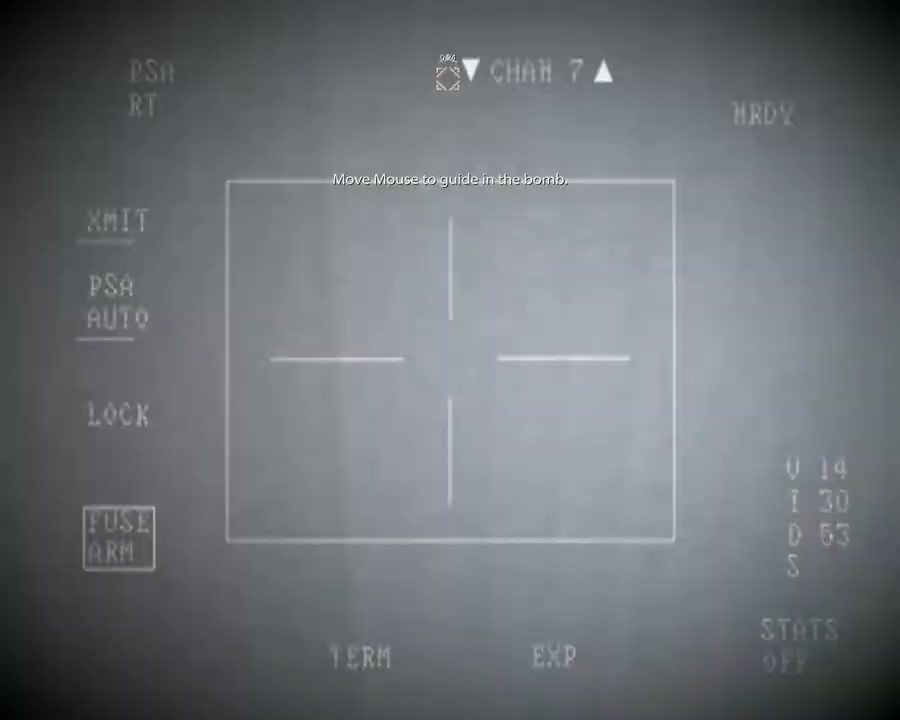 PSA
RT
CHAN 7
Move Mouse to guide in the bomb.
XMIT
PSA
AUTO
LOCK
FUSE
ARM
V 14
I 30
D 53
S
STATS
OFF
TERM
EXP